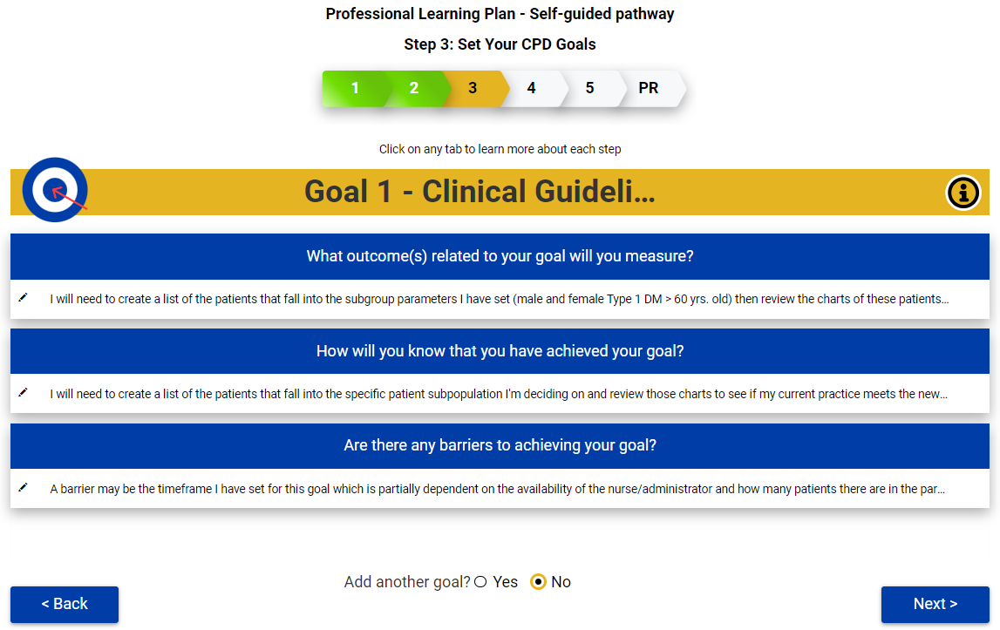 Professional Learning Plan - Self-guided pathway
Step 3: Set Your CPD Goals
1 2 3 4 5 PR
Click on any tab to learn more about each step
Goal 1 - Clinical Guideli...
What outcome(s) related to your goal will you measure?
I will need to create a list of the patients that fall into the subgroup parameters I have set (male and female Type 1 DM > 60 yrs. old) then review the charts of these patients...
How will you know that you have achieved your goal?
I will need to create a list of the patients that fall into the specific patient subpopulation I'm deciding on and review those charts to see if my current practice meets the new...
Are there any barriers to achieving your goal?
A barrier may be the timeframe I have set for this goal which is partially dependent on the availability of the nurse/administrator and how many patients there are in the par...
Add another goal? Yes No
< Back
Next >